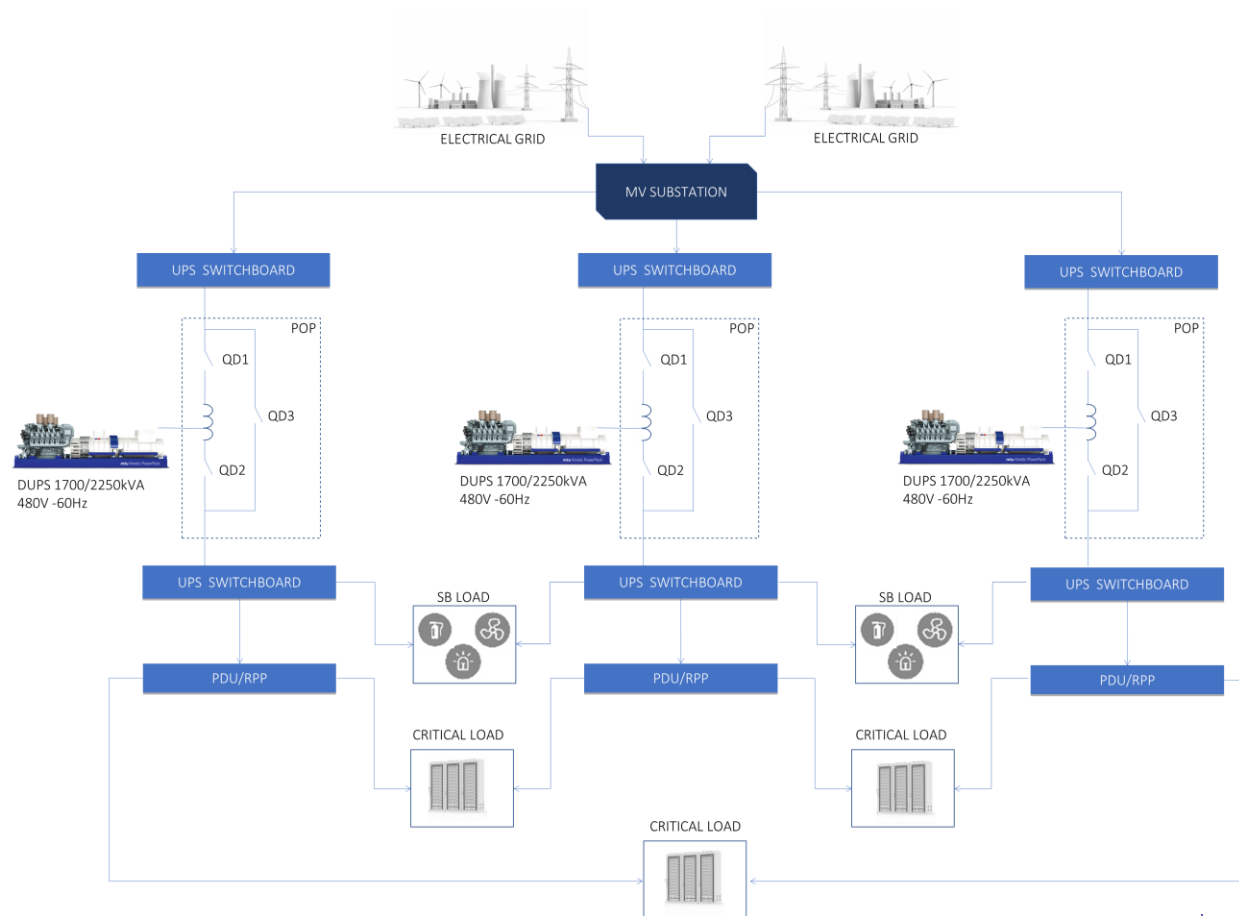 ELECTRICAL GRID
ELECTRICAL GRID
MV SUBSTATION
UPS SWITCHBOARD
UPS SWITCHBOARD
UPS SWITCHBOARD
POP
POP
POP
QD1
QD1
QD1
QD3
QD3
QD3
QD2
QD2
QD2
DUPS 1700/2250kVA
480V -60Hz
DUPS 1700/2250kVA
480V -60Hz
DUPS 1700/2250kVA
480V -60Hz
UPS SWITCHBOARD
UPS SWITCHBOARD
UPS SWITCHBOARD
SB LOAD
SB LOAD
PDU/RPP
PDU/RPP
PDU/RPP
CRITICAL LOAD
CRITICAL LOAD
CRITICAL LOAD